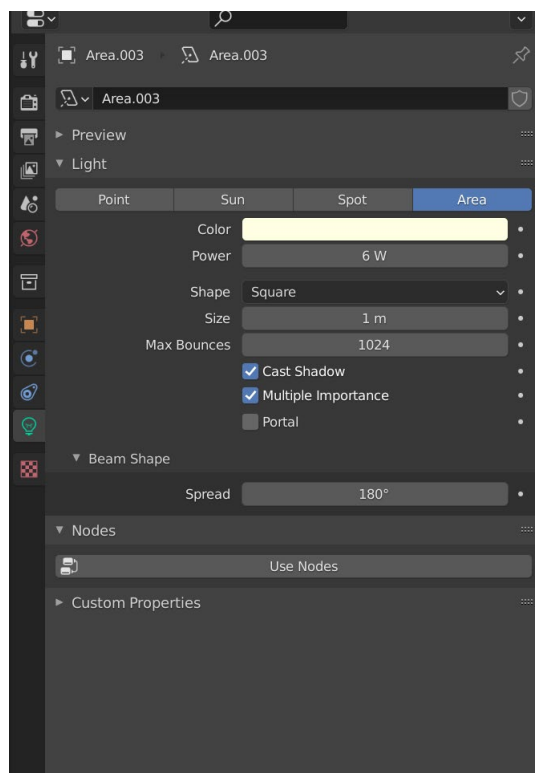 Area.003 Area.003
Area.003
Preview
Light
Point Sun Spot Area
Color
Power 6 W
Shape Square
Size 1 m
Max Bounces 1024
Cast Shadow
Multiple Importance
Portal
Beam Shape
Spread 180°
Nodes
Use Nodes
Custom Properties